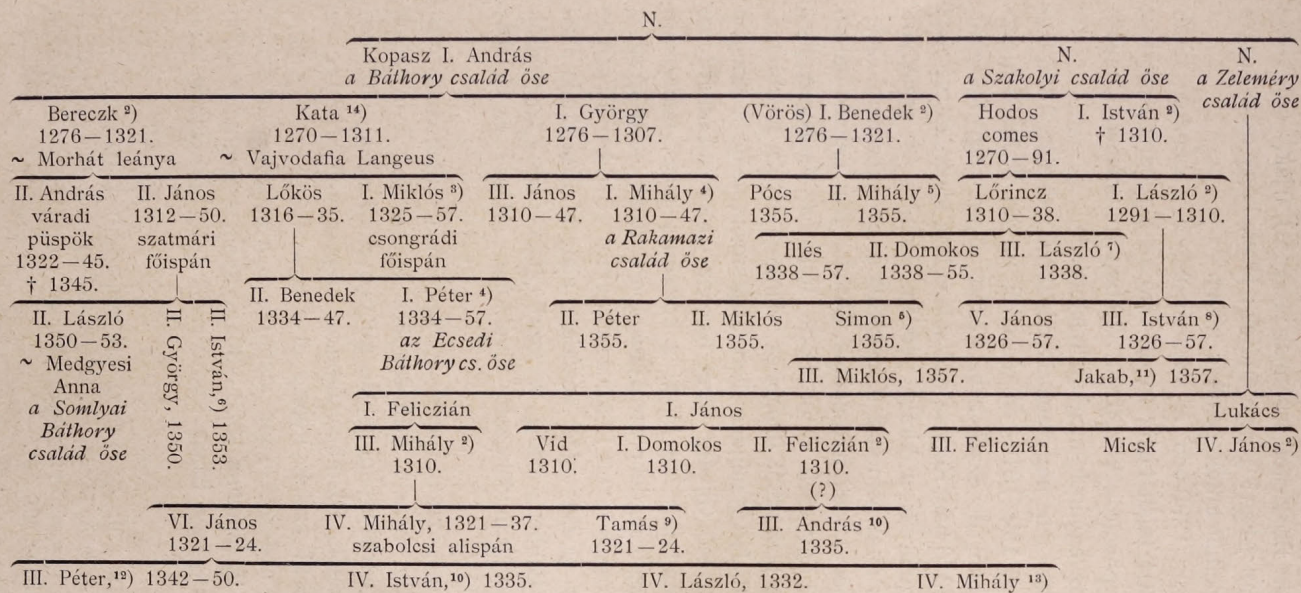 N.
Kopasz I. András
a Báthory család őse
N.
a Szakolyi család őse
N.
a Zeleméry
család őse
Bereczk ²)
1276—1321.
~ Morhát leánya
Kata ¹⁴)
1270—1311.
~ Vajvodafia Langeus
I. György
1276—1307.
(Vörös) I. Benedek ²)
1276—1321.
Hodos
comes
1270—91.
I. István ²)
† 1310.
II. András
váradi
püspök
1322—45.
† 1345.
II. János
1312—50.
szatmári
főispán
Lőkös
1316—35.
I. Miklós ³)
1325—57.
csongrádi
főispán
III. János
1310—47.
I. Mihály ⁴)
1310—47.
a Rakamazi
család őse
Pócs
1355.
II. Mihály ⁵)
1355.
Lőrincz
1310—38.
I. László ²)
1291—1310.
Illés
1338—57.
II. Domokos
1338—55.
III. László ⁷)
1338.
II. László
1350—53.
~ Medgyesi
Anna
a Somlyai
Báthory
család őse
II. György, 1350.
II. István,⁶) 1353.
II. Benedek
1334—47.
I. Péter ⁴)
1334—57.
az Ecsedi
Báthory cs. őse
II. Péter
1355.
II. Miklós
1355.
Simon ⁵)
1355.
V. János
1326—57.
III. István ⁸)
1326—57.
III. Miklós, 1357.
Jakab,¹¹) 1357.
I. Feliczián
I. János
Lukács
III. Mihály ²)
1310.
Vid
1310.
I. Domokos
1310.
II. Feliczián ²)
1310.
(?)
III. Feliczián
Micsk
IV. János ²)
VI. János
1321—24.
IV. Mihály, 1321—37.
szabolcsi alispán
Tamás ⁹)
1321—24.
III. András ¹⁰)
1335.
III. Péter,¹²) 1342—50.
IV. István,¹⁰) 1335.
IV. László, 1332.
IV. Mihály ¹³)